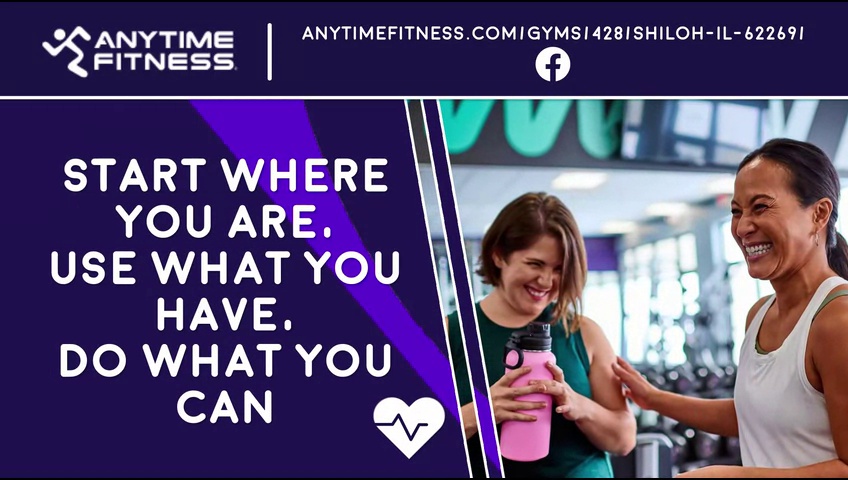 ANYTIME
FITNESS
ANYTIMEFITNESS.COM/GYMS/428/SHILOH-IL-62269/
START WHERE
YOU ARE.
USE WHAT YOU
HAVE.
DO WHAT YOU
CAN